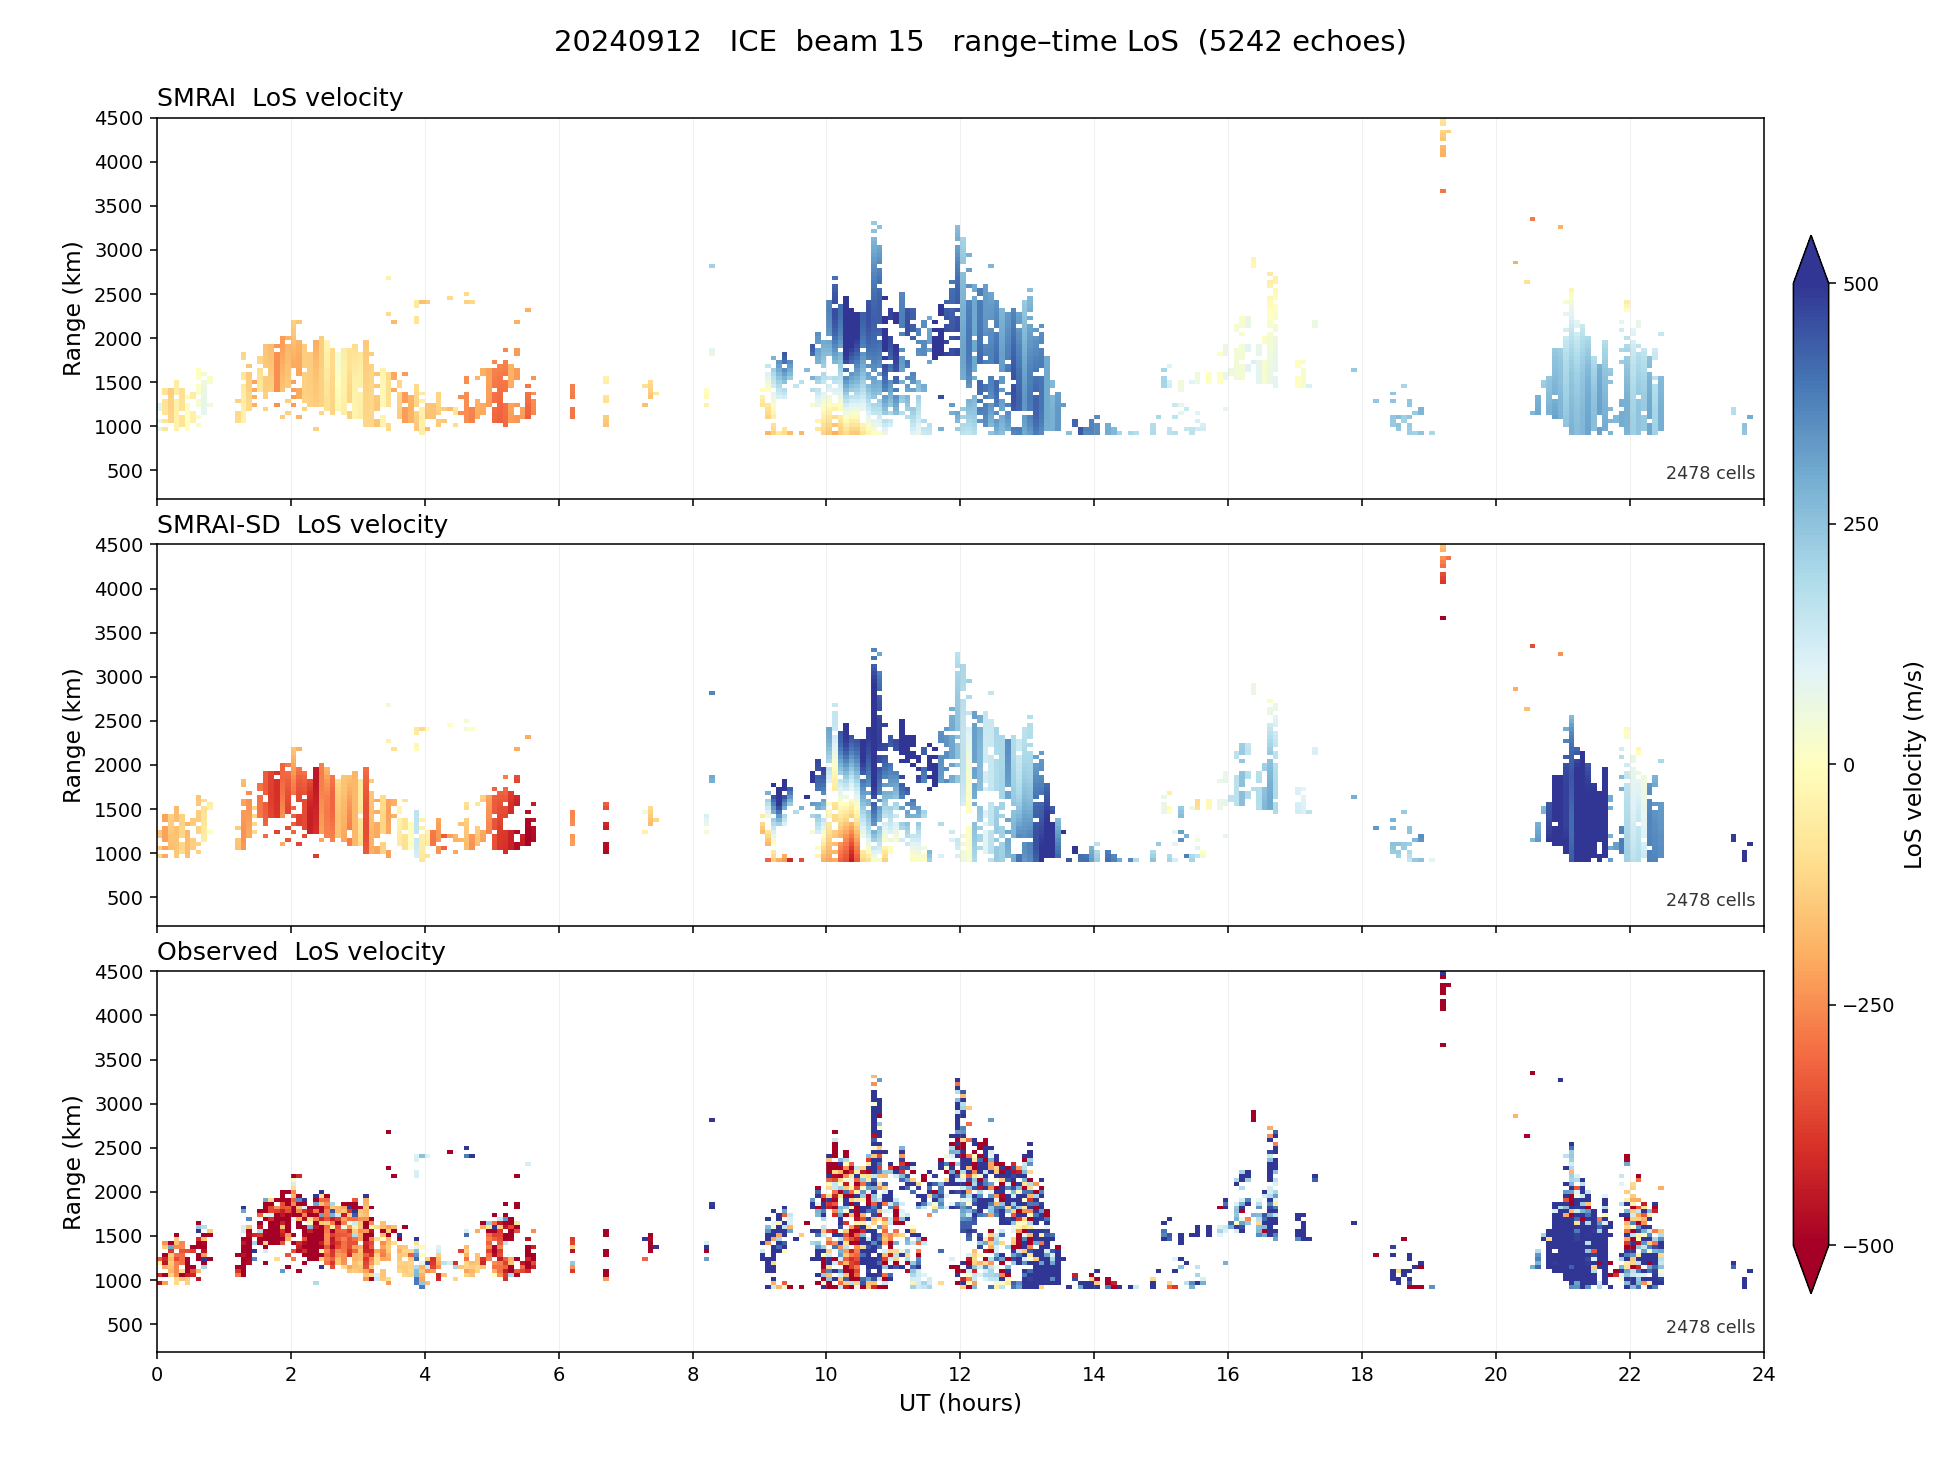 20240912   ICE  beam 15   range–time LoS  (5242 echoes)
SMRAI  LoS velocity
4500
4000
3500
3000
2500
2000
1500
1000
500
Range (km)
2478 cells
SMRAI-SD  LoS velocity
4500
4000
3500
3000
2500
2000
1500
1000
500
Range (km)
2478 cells
Observed  LoS velocity
4500
4000
3500
3000
2500
2000
1500
1000
500
Range (km)
2478 cells
0 2 4 6 8 10 12 14 16 18 20 22 24
UT (hours)
500
250
0
−250
−500
LoS velocity (m/s)